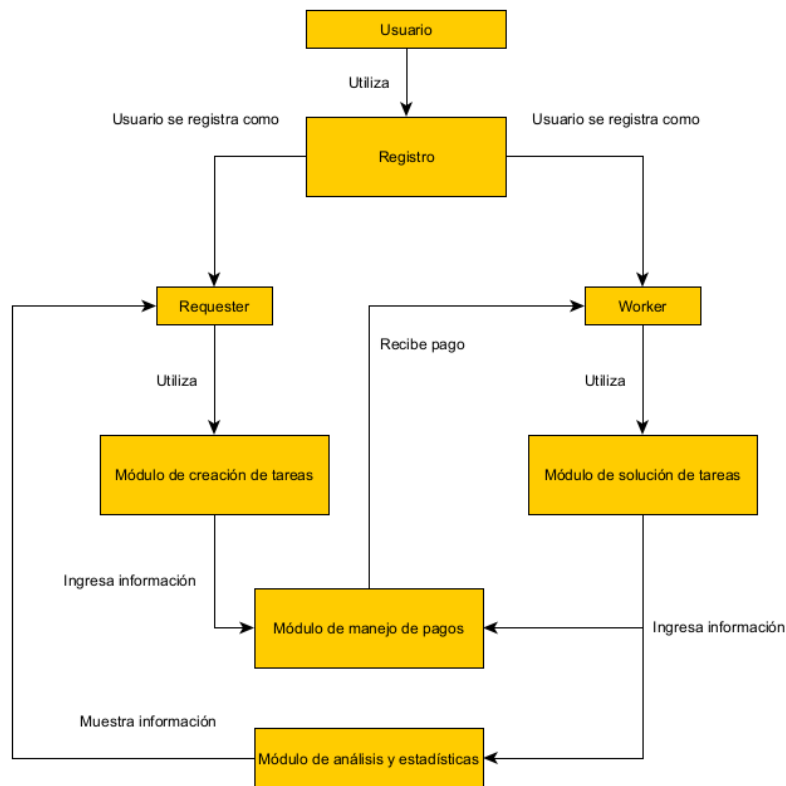 Usuario
Utiliza
Usuario se registra como
Usuario se registra como
Registro
Requester
Worker
Recibe pago
Utiliza
Utiliza
Módulo de creación de tareas
Módulo de solución de tareas
Ingresa información
Módulo de manejo de pagos
Ingresa información
Muestra información
Módulo de análisis y estadísticas